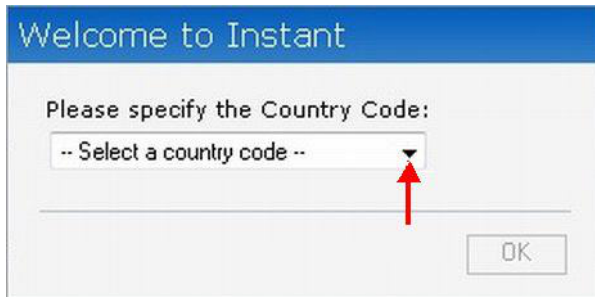 Welcome to Instant
Please specify the Country Code:
-- Select a country code --
OK